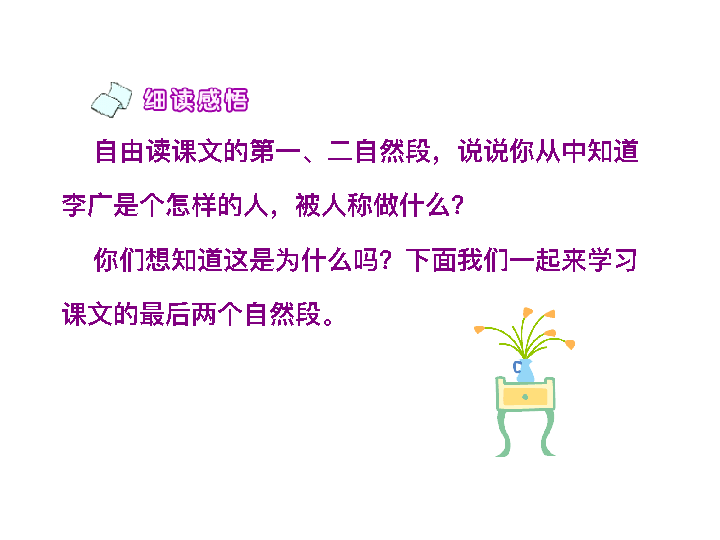 细读感悟
自由读课文的第一、二自然段，说说你从中知道
李广是个怎样的人，被人称做什么？
你们想知道这是为什么吗？下面我们一起来学习
课文的最后两个自然段。